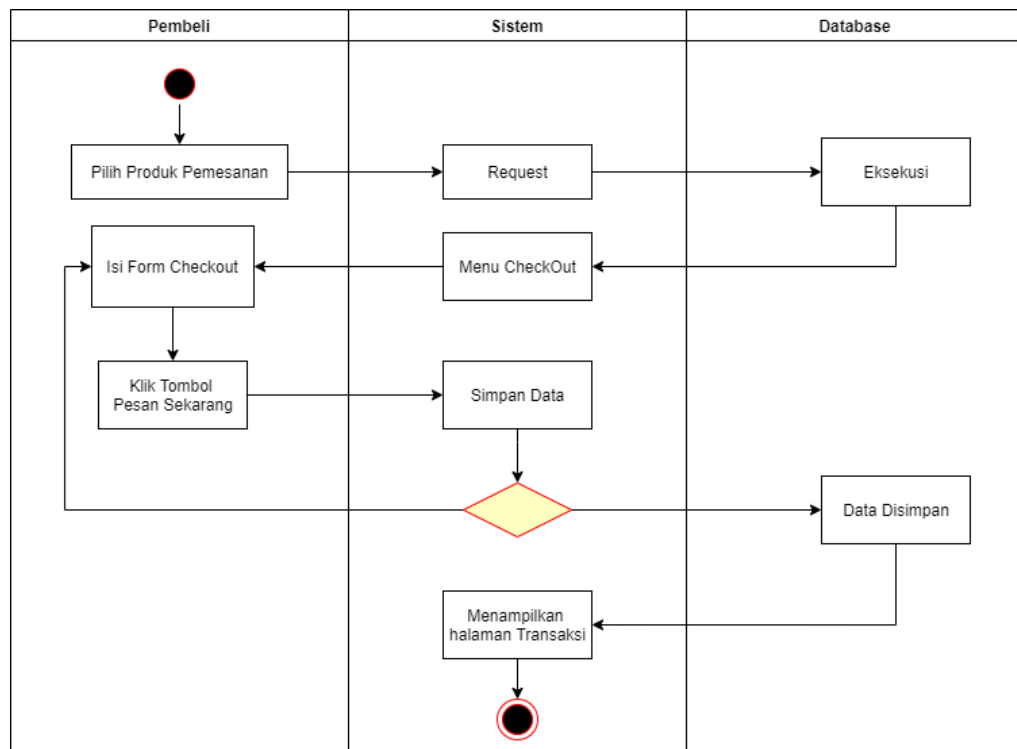 Pembeli
Sistem
Database
Pilih Produk Pemesanan
Request
Eksekusi
Isi Form Checkout
Menu CheckOut
Klik Tombol
Pesan Sekarang
Simpan Data
Data Disimpan
Menampilkan
halaman Transaksi